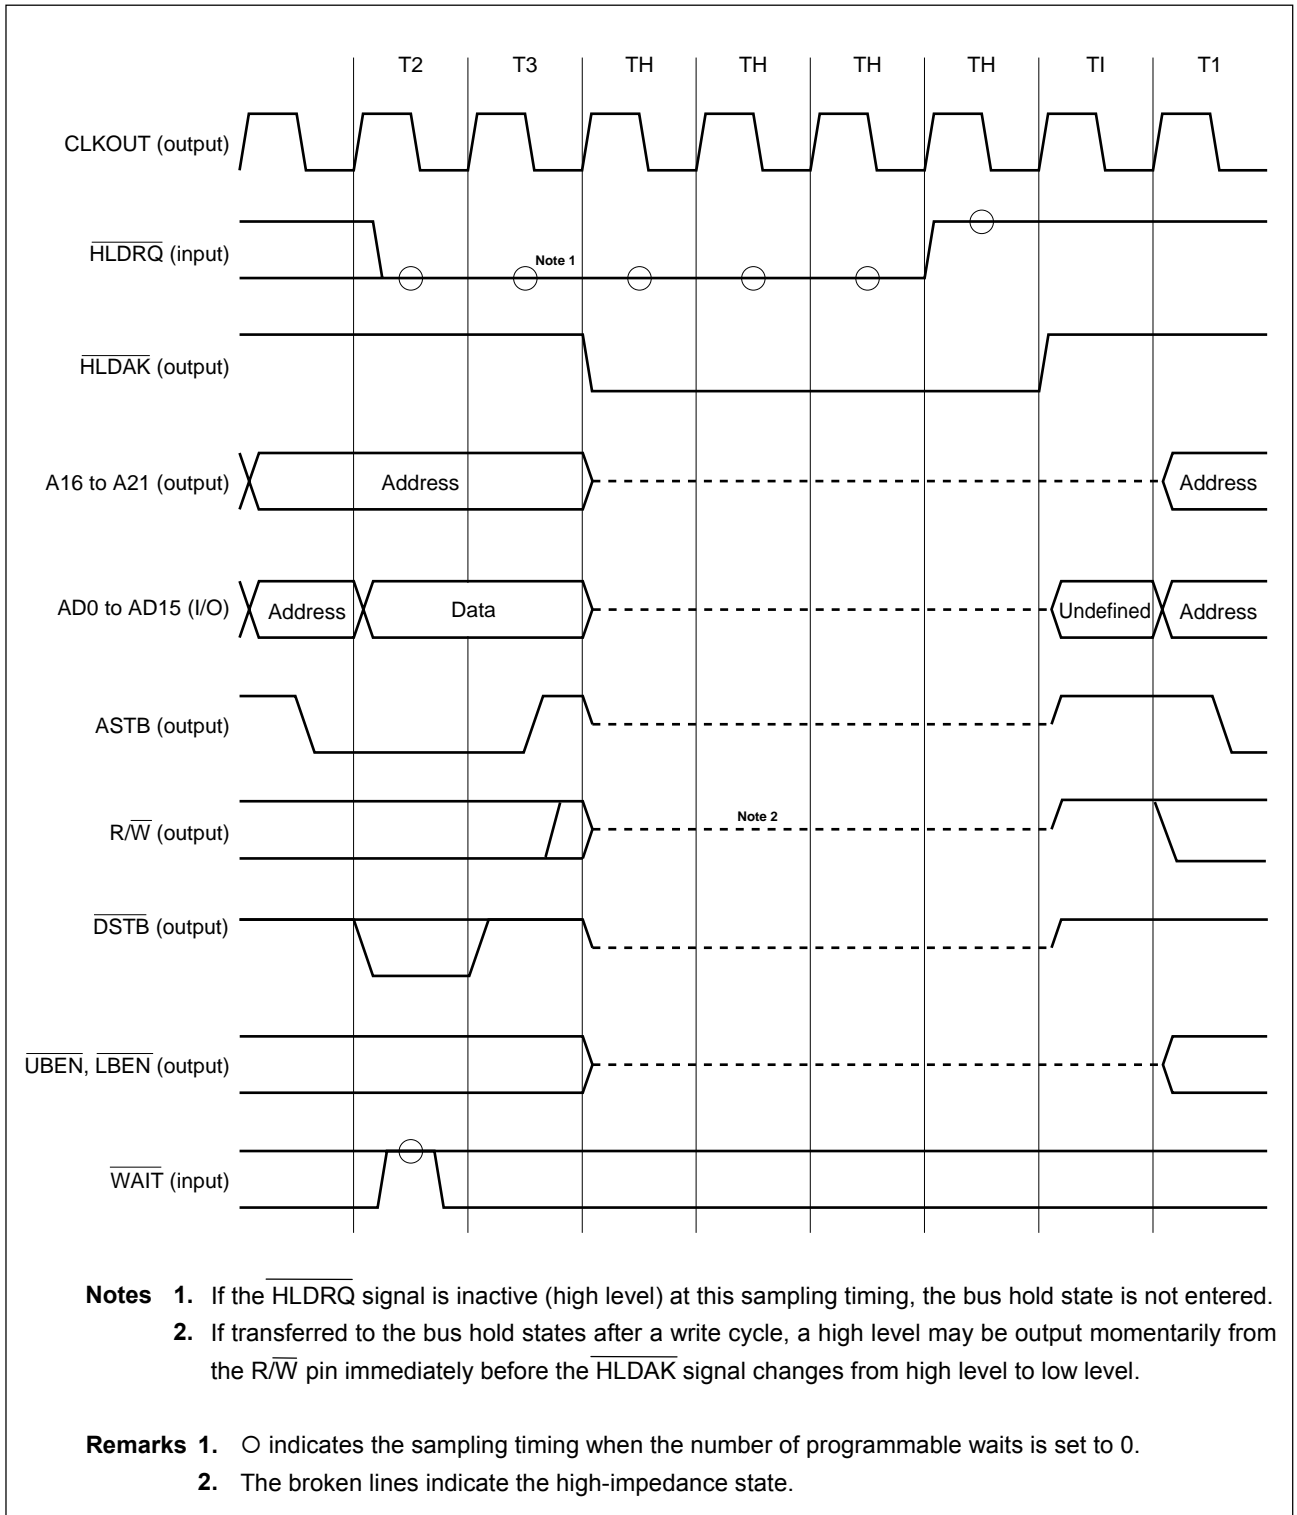 T2 T3 TH TH TH TH TI T1
CLKOUT (output)
HLDRQ (input)
Note 1
HLDAK (output)
A16 to A21 (output) Address Address
AD0 to AD15 (I/O) Address Data Undefined Address
ASTB (output)
R/W (output)
Note 2
DSTB (output)
UBEN, LBEN (output)
WAIT (input)
Notes 1. If the HLDRQ signal is inactive (high level) at this sampling timing, the bus hold state is not entered.
2. If transferred to the bus hold states after a write cycle, a high level may be output momentarily from
the R/W pin immediately before the HLDAK signal changes from high level to low level.
Remarks 1. ○ indicates the sampling timing when the number of programmable waits is set to 0.
2. The broken lines indicate the high-impedance state.